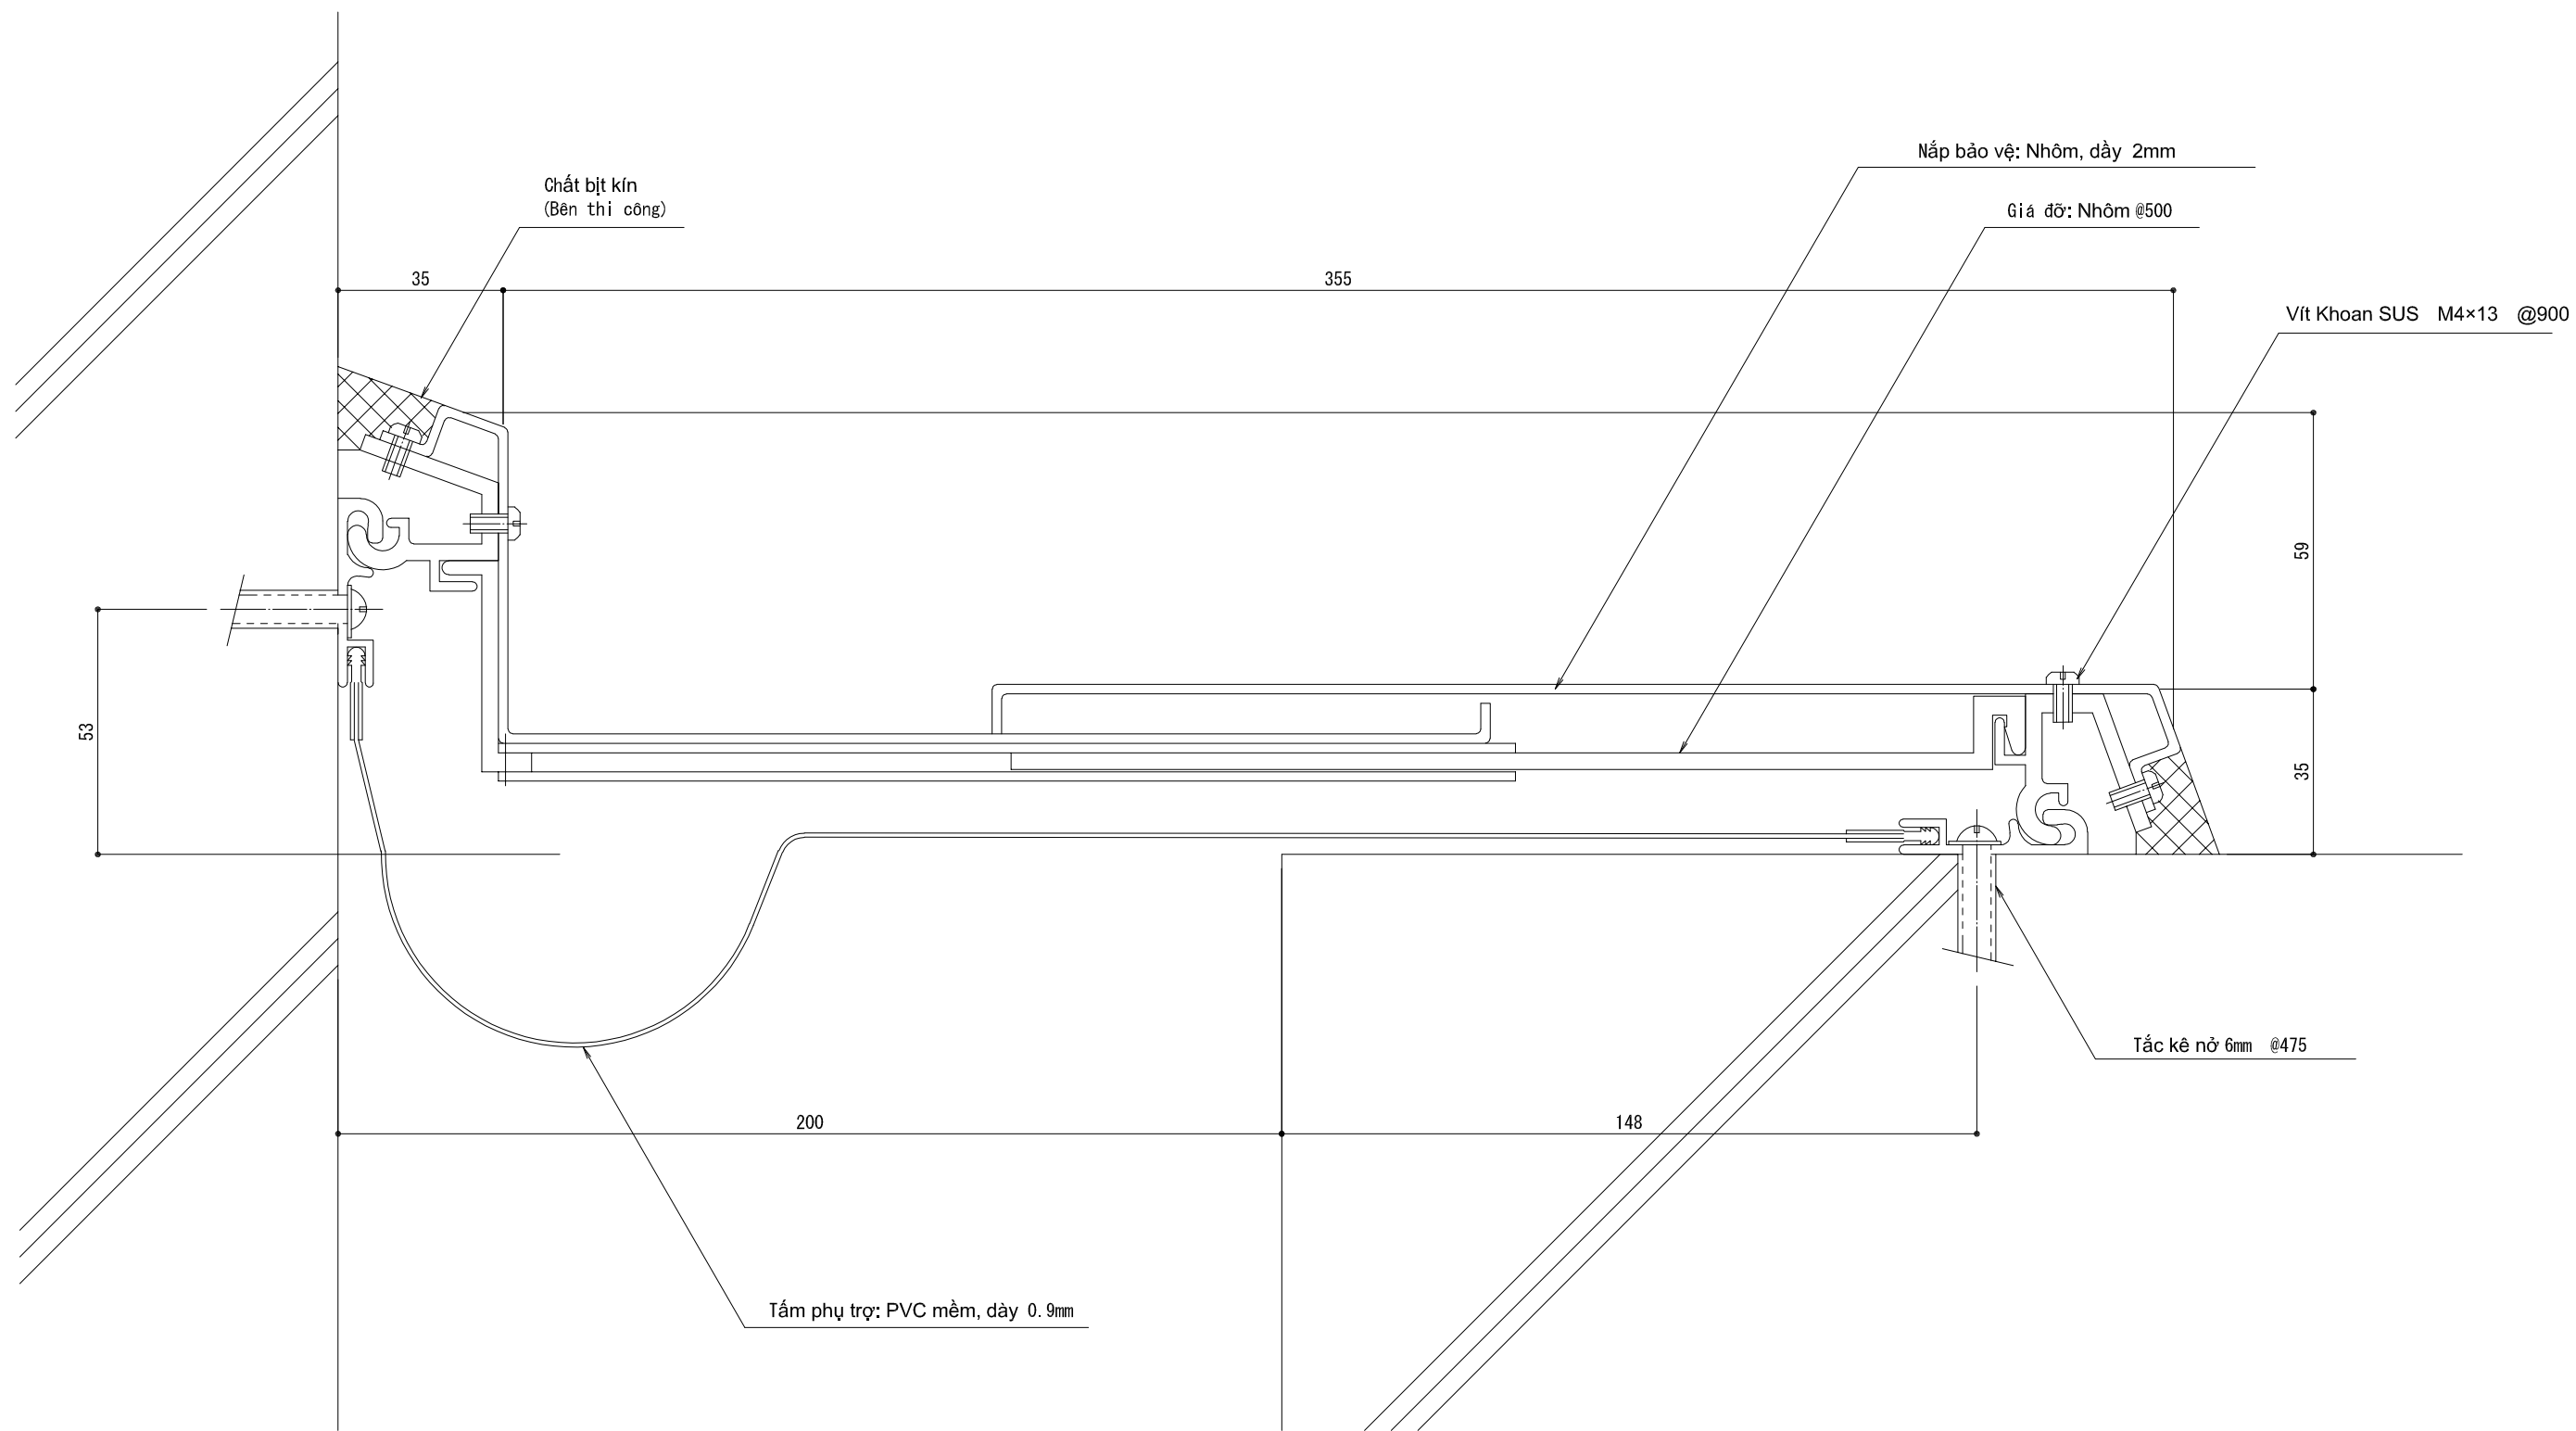 Nắp bảo vệ: Nhôm, dầy 2mm
Chất bịt kín
(Bên thi công)
Giá đỡ: Nhôm @500
35
355
Vít Khoan SUS M4×13 @900
59
53
35
Tắc kê nở 6mm @475
200
148
Tấm phụ trợ: PVC mềm, dày 0.9mm